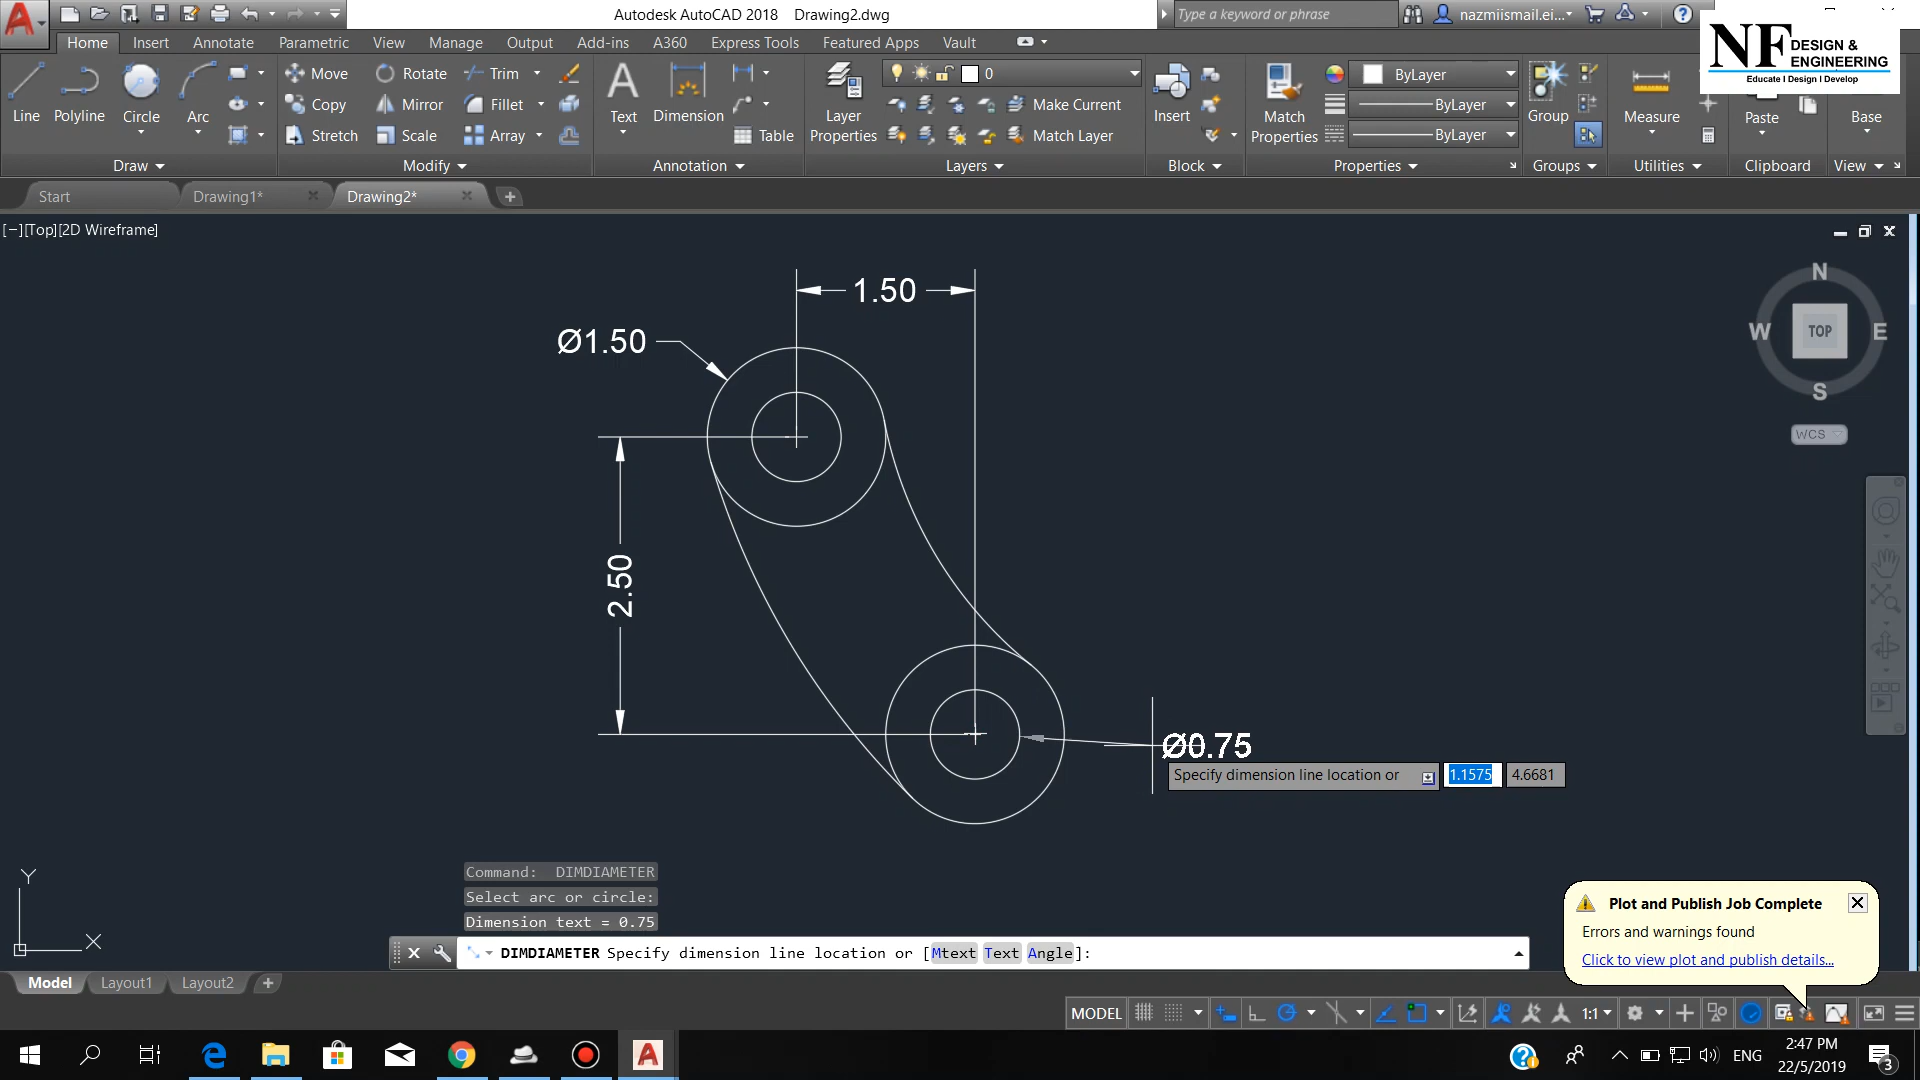 Autodesk AutoCAD 2018 Drawing2.dwg
Type a keyword or phrase
nazmiismail.ei...
Home Insert Annotate Parametric View Manage Output Add-ins A360 Express Tools Featured Apps Vault
NF DESIGN & ENGINEERING
Educate I Design I Develop
Line Polyline Circle Arc
Move Rotate Trim
Copy Mirror Fillet
Stretch Scale Array
Text Dimension Table
Layer Properties
0
Make Current
Match Layer
Insert
Match Properties
ByLayer
ByLayer
ByLayer
Group Measure Paste Base
Draw Modify Annotation Layers Block Properties Groups Utilities Clipboard View
Start Drawing1* Drawing2*
[−][Top][2D Wireframe]
N
W TOP E
S
WCS
1.50
Ø1.50
2.50
Ø0.75
Specify dimension line location or 1.1575 4.6681
Y
X
Command: DIMDIAMETER
Select arc or circle:
Dimension text = 0.75
DIMDIAMETER Specify dimension line location or [Mtext Text Angle]:
Plot and Publish Job Complete
Errors and warnings found
Click to view plot and publish details...
Model Layout1 Layout2
MODEL 1:1
ENG
2:47 PM
22/5/2019
3